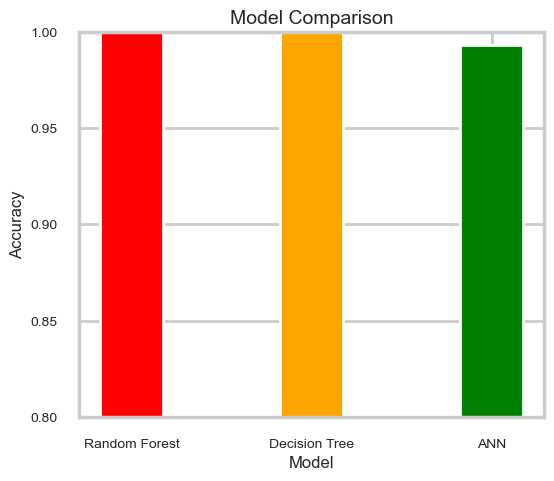 Model Comparison
1.00
0.95
0.90
0.85
0.80
Accuracy
Random Forest
Decision Tree
ANN
Model